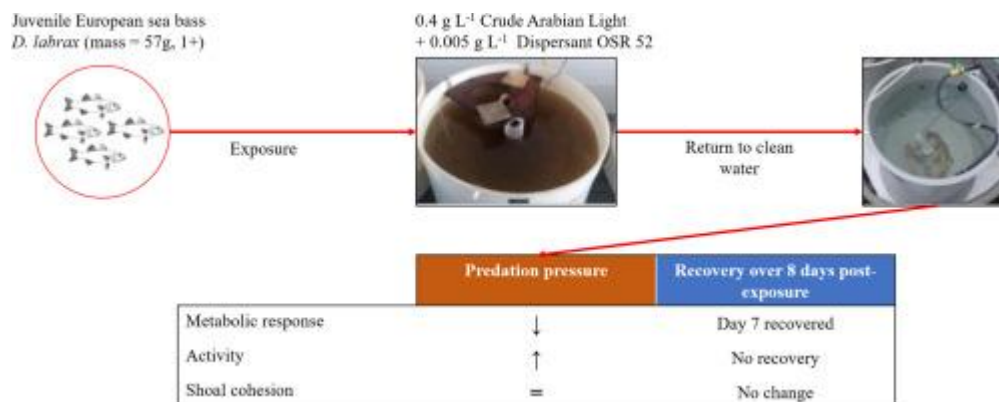 Juvenile European sea bass
D. labrax (mass = 57g, 1+)
0.4 g L⁻¹ Crude Arabian Light
+ 0.005 g L⁻¹ Dispersant OSR 52
Exposure
Return to clean
water
Predation pressure
Recovery over 8 days post-
exposure
Metabolic response ↓ Day 7 recovered
Activity ↑ No recovery
Shoal cohesion = No change